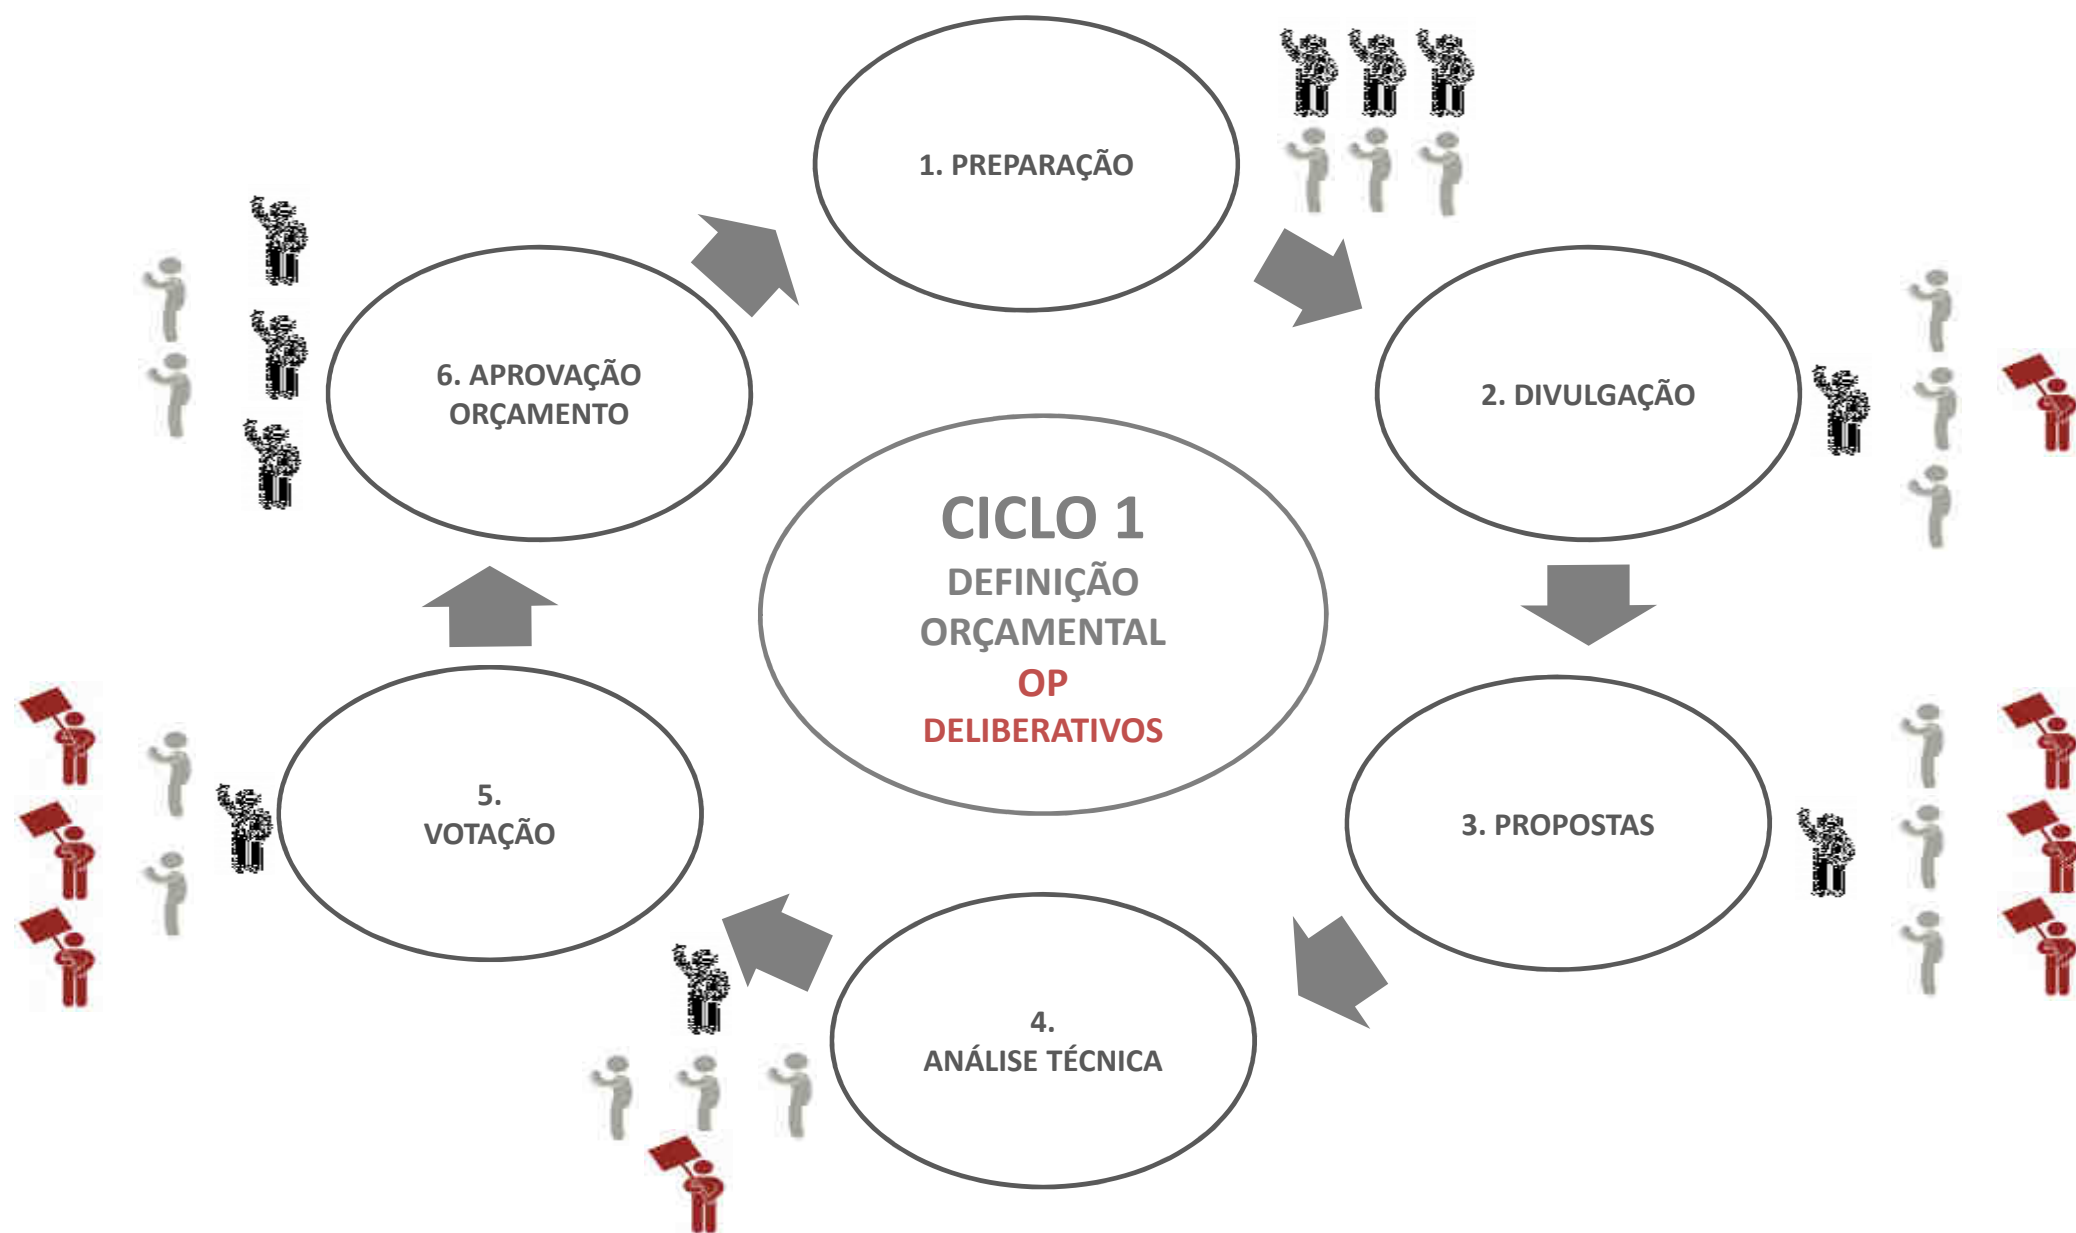 1. PREPARAÇÃO
2. DIVULGAÇÃO
3. PROPOSTAS
4.
ANÁLISE TÉCNICA
5.
VOTAÇÃO
6. APROVAÇÃO
ORÇAMENTO
CICLO 1
DEFINIÇÃO
ORÇAMENTAL
OP
DELIBERATIVOS